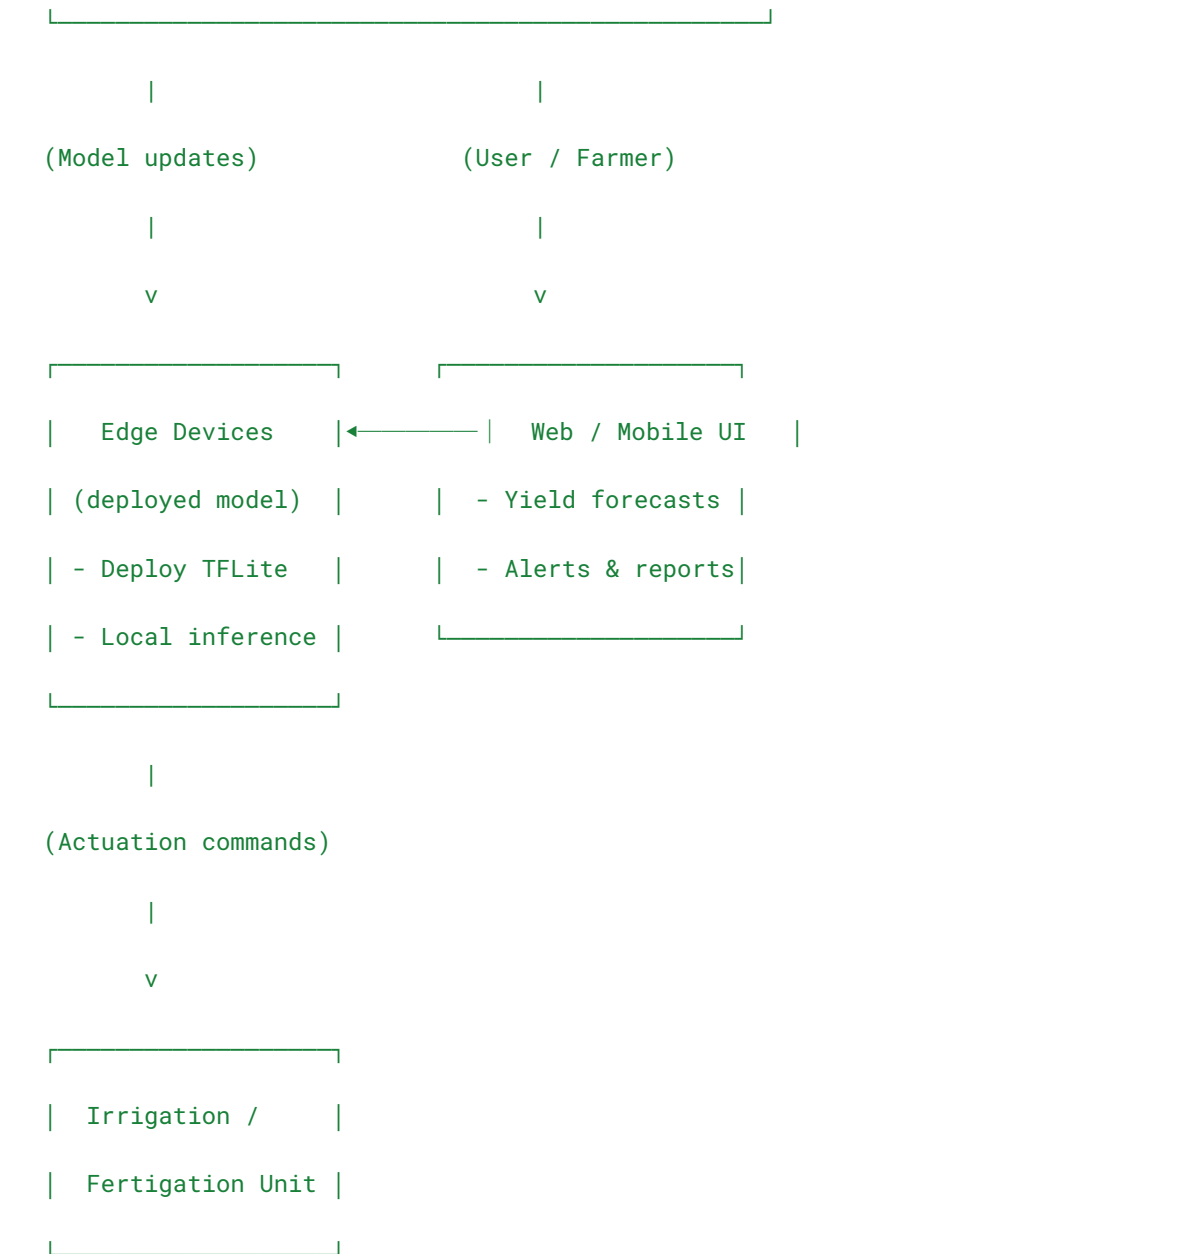 └─────────────────────────────────────────────────┘
       |                          |
(Model updates)              (User / Farmer)
       |                          |
       v                          v
┌───────────────────┐      ┌────────────────────┐
│   Edge Devices    │◄──────────│   Web / Mobile UI   │
│ (deployed model)  │      │  - Yield forecasts │
│ - Deploy TFLite   │      │  - Alerts & reports│
│ - Local inference │      └────────────────────┘
└───────────────────┘
       |
(Actuation commands)
       |
       v
┌───────────────────┐
│  Irrigation /     │
│  Fertigation Unit │
└───────────────────┘